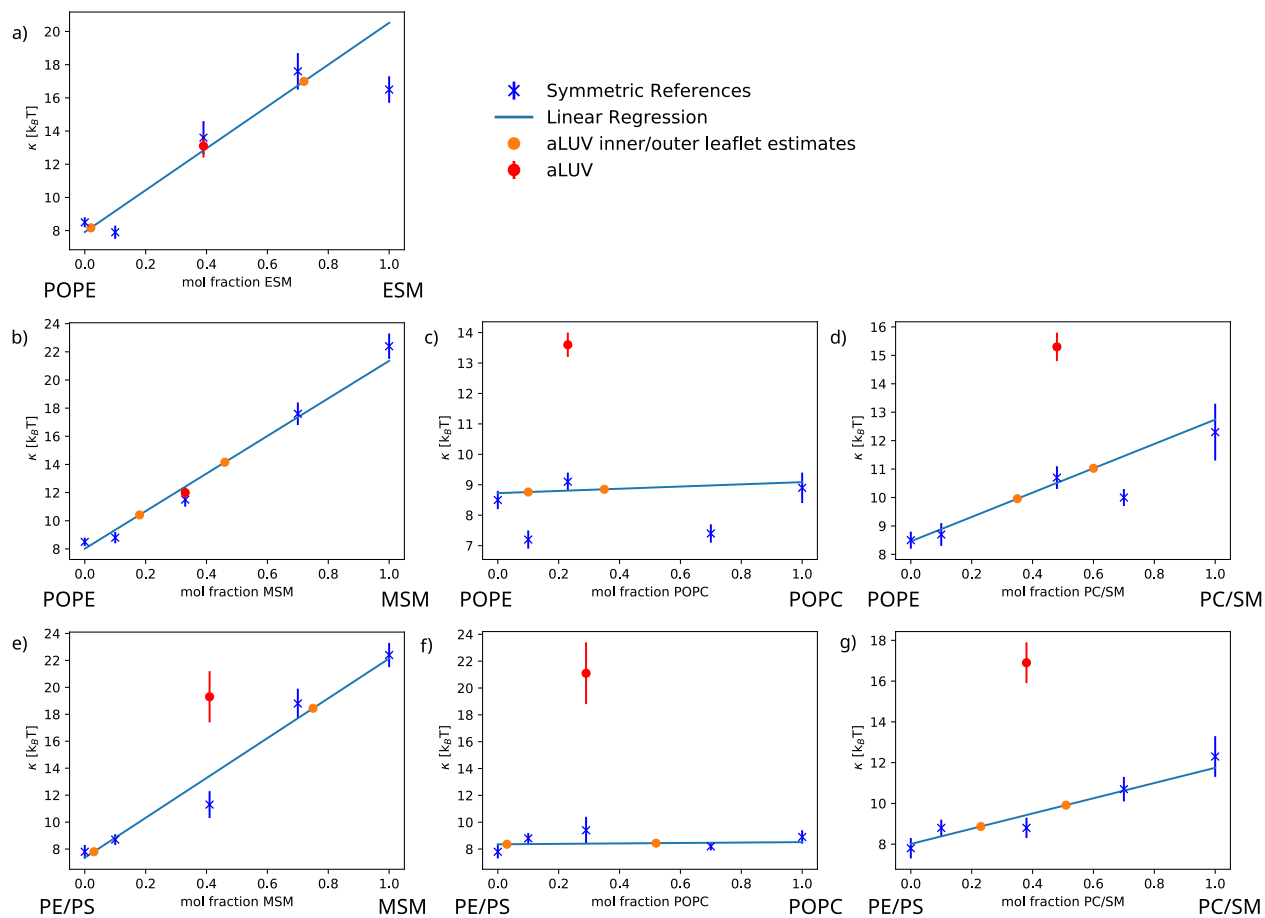 a)
κ [kBT]
20
18
16
14
12
10
8
0.0 0.2 0.4 0.6 0.8 1.0
mol fraction ESM
POPE ESM
Symmetric References
Linear Regression
aLUV inner/outer leaflet estimates
aLUV
b)
κ [kBT]
24
22
20
18
16
14
12
10
8
0.0 0.2 0.4 0.6 0.8 1.0
mol fraction MSM
POPE MSM
c)
κ [kBT]
14
13
12
11
10
9
8
7
0.0 0.2 0.4 0.6 0.8 1.0
mol fraction POPC
POPE POPC
d)
κ [kBT]
16
15
14
13
12
11
10
9
8
0.0 0.2 0.4 0.6 0.8 1.0
mol fraction PC/SM
POPE PC/SM
e)
κ [kBT]
24
22
20
18
16
14
12
10
8
0.0 0.2 0.4 0.6 0.8 1.0
mol fraction MSM
PE/PS MSM
f)
κ [kBT]
24
22
20
18
16
14
12
10
8
0.0 0.2 0.4 0.6 0.8 1.0
mol fraction POPC
PE/PS POPC
g)
κ [kBT]
18
16
14
12
10
8
0.0 0.2 0.4 0.6 0.8 1.0
mol fraction PC/SM
PE/PS PC/SM